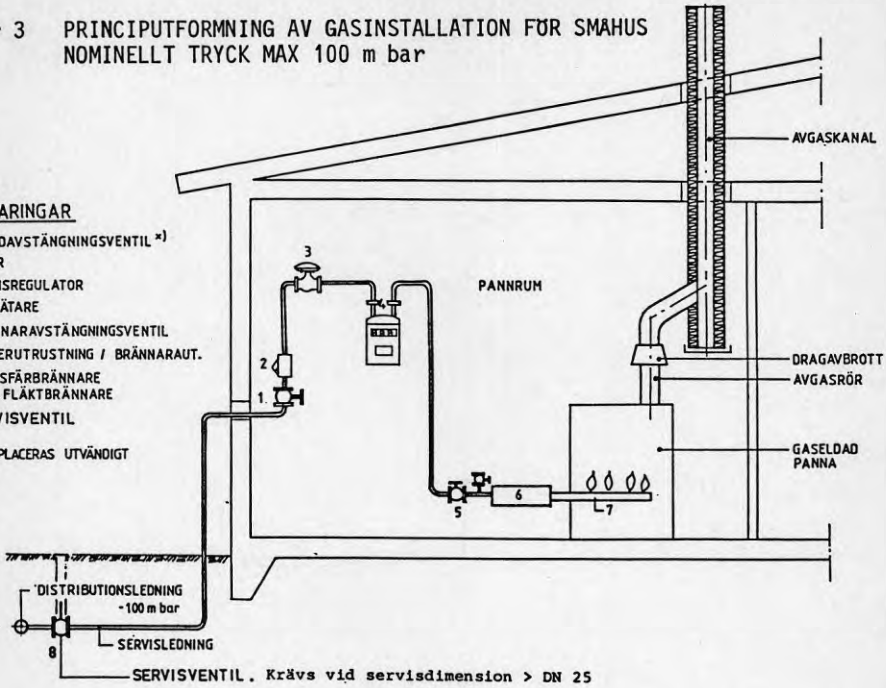 3 PRINCIPUTFORMNING AV GASINSTALLATION FÖR SMÅHUS
NOMINELLT TRYCK MAX 100 m bar
AVGASKANAL
ARINGAR
DAVSTÄNGNINGSVENTIL x)
R
ISREGULATOR
ÄTARE
NARAVSTÄNGNINGSVENTIL
ERUTRUSTNING / BRÄNNARAUT.
SFÄRBRÄNNARE
FLÄKTBRÄNNARE
VISVENTIL
PLACERAS UTVÄNDIGT
3
4
PANNRUM
2
1.
DRAGAVBROTT
AVGASRÖR
GASELDAD
PANNA
5
6
7
DISTRIBUTIONSLEDNING
-100 m bar
8
SERVISLEDNING
SERVISVENTIL. Krävs vid servisdimension > DN 25